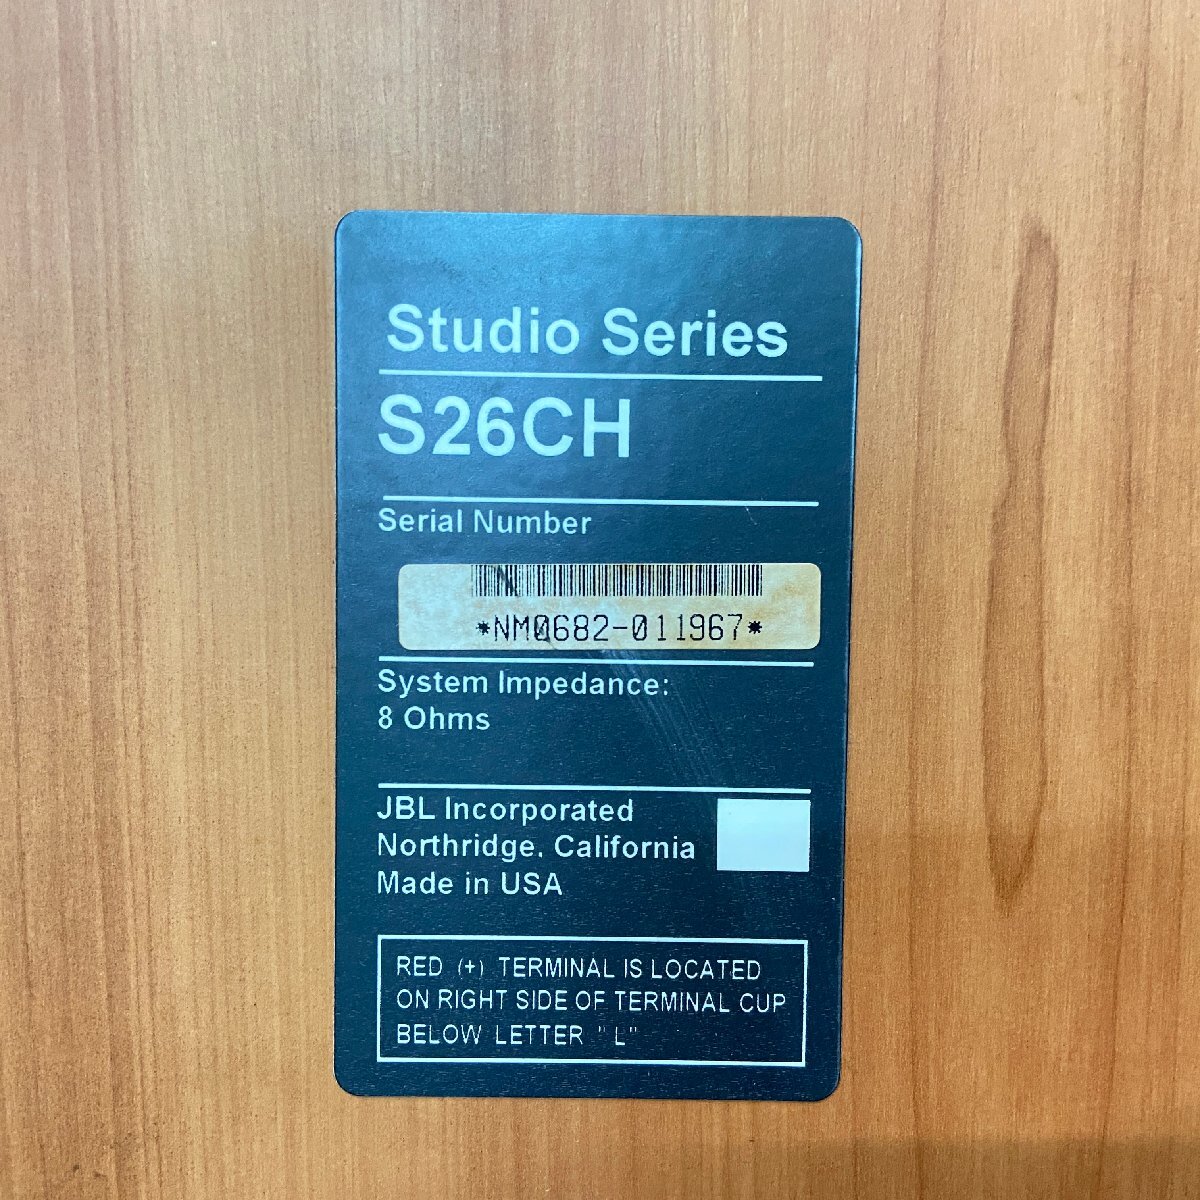 Studio Series
S26CH
Serial Number
*NM0682-011967*
System Impedance:
8 Ohms
JBL Incorporated
Northridge, California
Made in USA
RED (+) TERMINAL IS LOCATED
ON RIGHT SIDE OF TERMINAL CUP
BELOW LETTER "L"